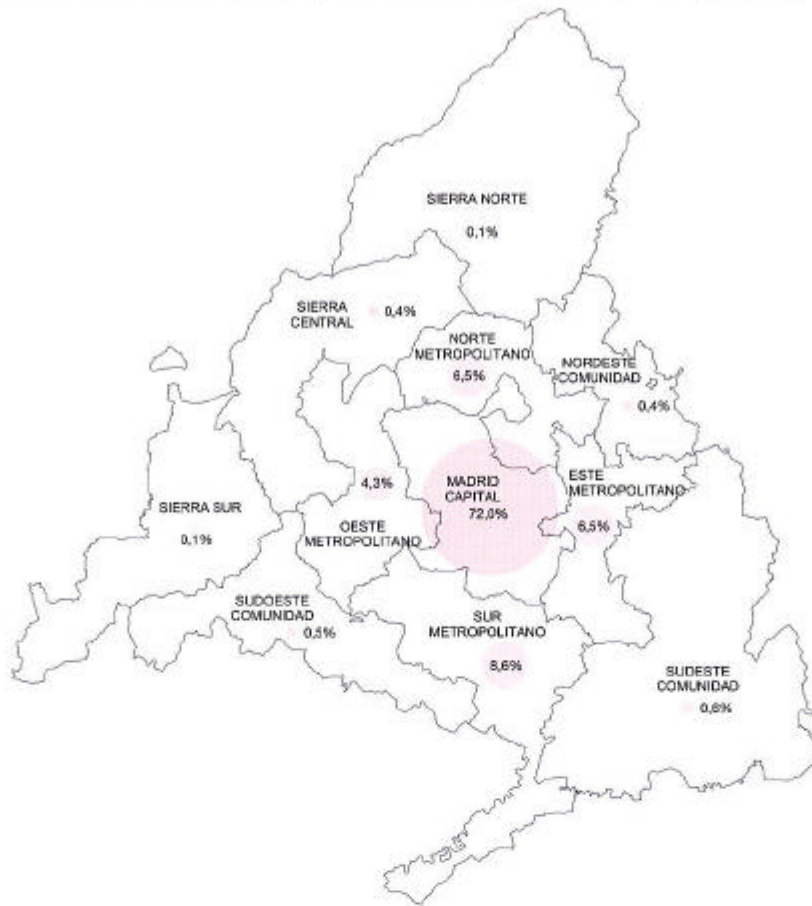 SIERRA NORTE
0,1%
SIERRA
CENTRAL
0,4%
NORTE
METROPOLITANO
6,5%
NORDESTE
COMUNIDAD
0,4%
4,3%
OESTE
METROPOLITANO
MADRID
CAPITAL
72,0%
ESTE
METROPOLITANO
6,5%
SIERRA SUR
0,1%
SUDOESTE
COMUNIDAD
0,5%
SUR
METROPOLITANO
8,6%
SUDESTE
COMUNIDAD
0,6%